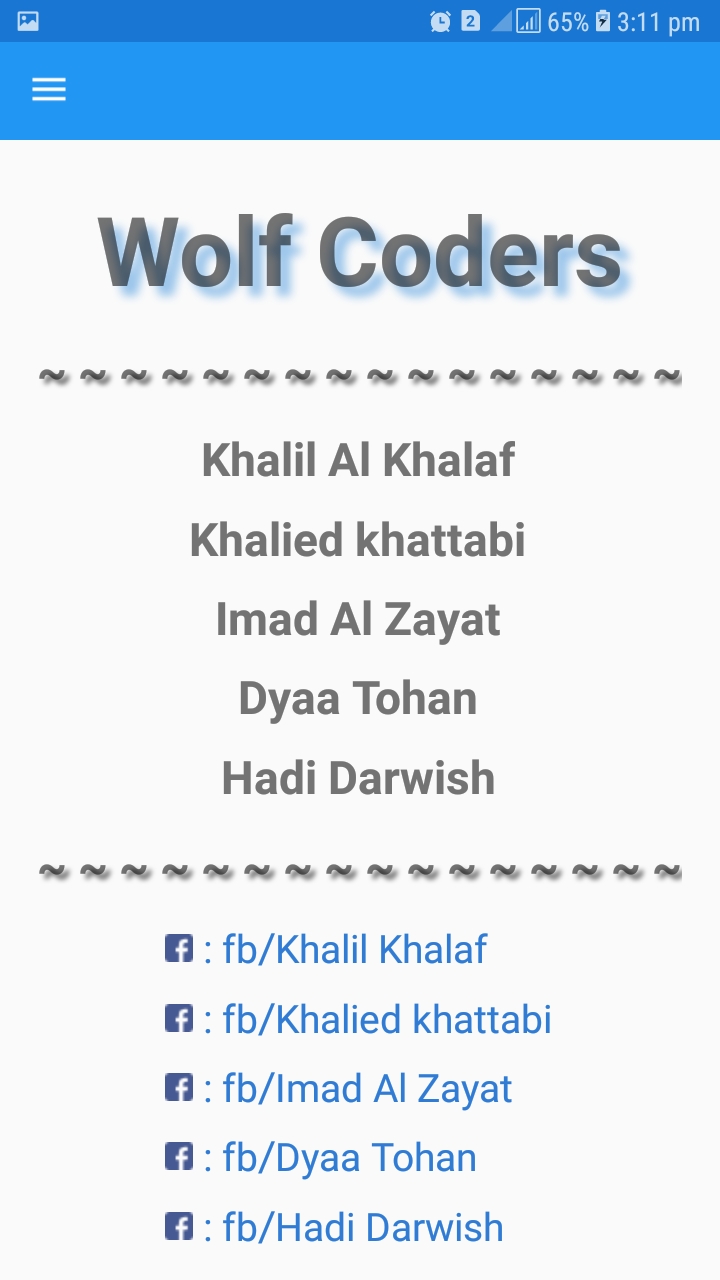 2 65% 3:11 pm
Wolf Coders
~ ~ ~ ~ ~ ~ ~ ~ ~ ~ ~ ~ ~ ~ ~ ~
Khalil Al Khalaf
Khalied khattabi
Imad Al Zayat
Dyaa Tohan
Hadi Darwish
~ ~ ~ ~ ~ ~ ~ ~ ~ ~ ~ ~ ~ ~ ~ ~
f : fb/Khalil Khalaf
f : fb/Khalied khattabi
f : fb/Imad Al Zayat
f : fb/Dyaa Tohan
f : fb/Hadi Darwish